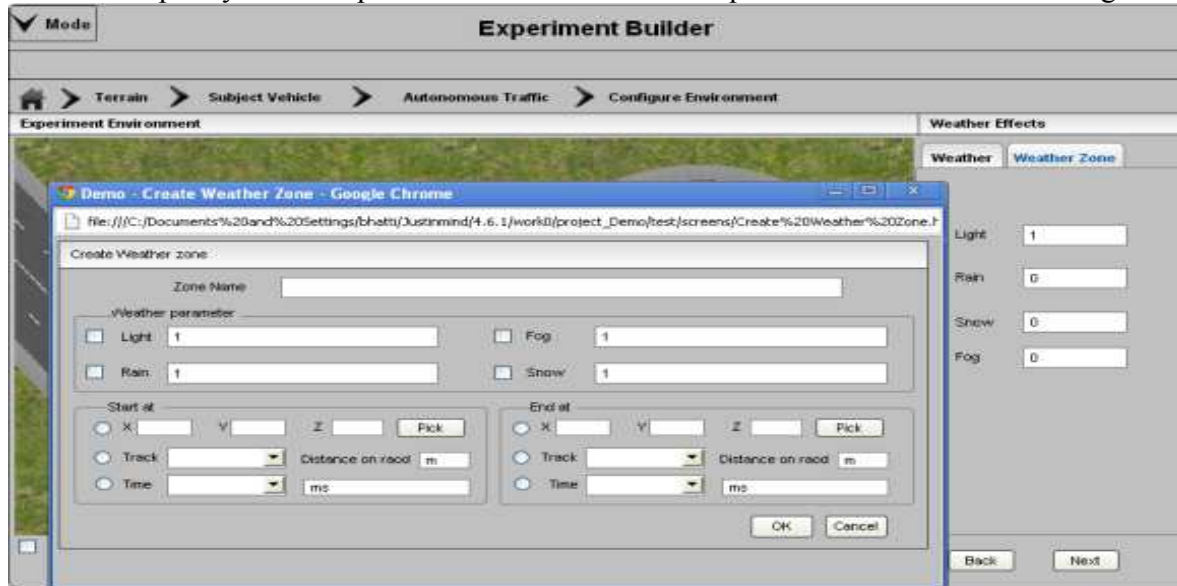 Mode
Experiment Builder
Terrain Subject Vehicle Autonomous Traffic Configure Environment
Experiment Environment
Weather Effects
Weather Weather Zone
Demo - Create Weather Zone - Google Chrome
file:///C:/Documents%20and%20Settings/bhatti/Justinmind/4.6.1/work0/project_Demo/test/screens/Create%20Weather%20Zone.h
Create Weather zone
Zone Name
Weather parameter
Light 1 Fog 1
Rain 1 Snow 1
Start at
X Y Z Pick
Track Distance on raod m
Time ms
End at
X Y Z Pick
Track Distance on raod m
Time ms
OK Cancel
Light 1
Rain 0
Snow 0
Fog 0
Back Next